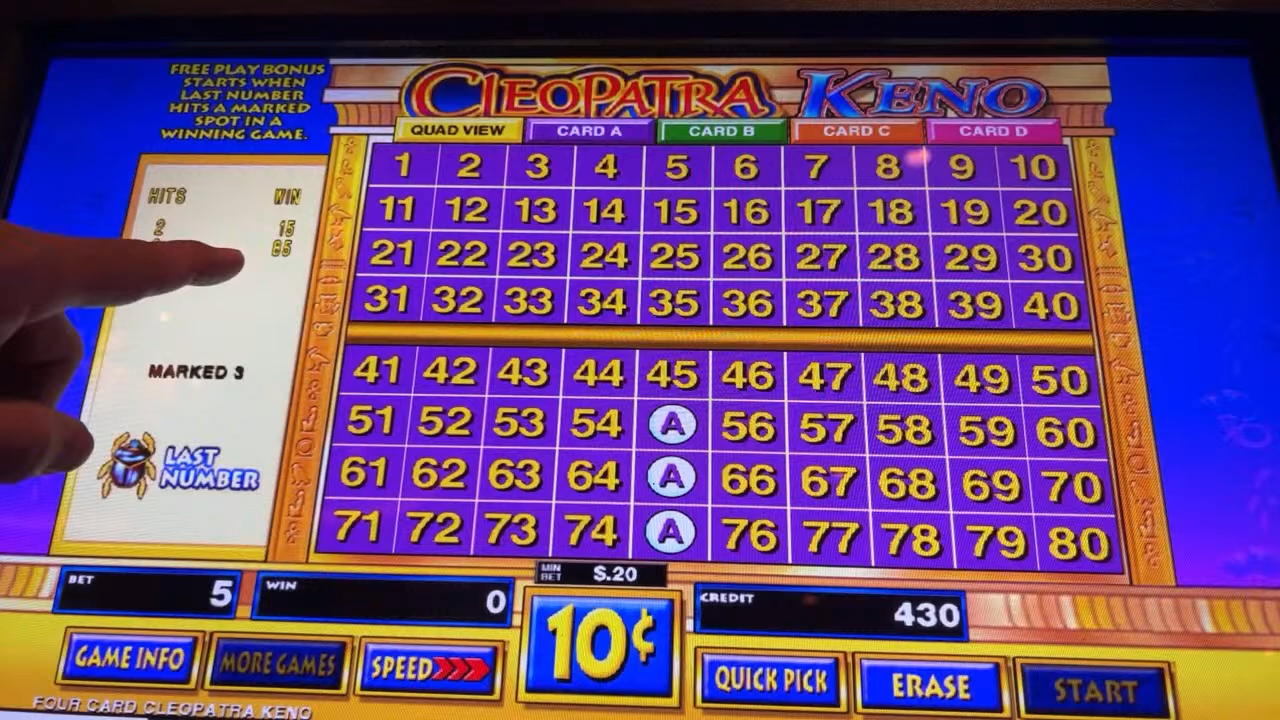 FREE PLAY BONUS
STARTS WHEN
LAST NUMBER
HITS A MARKED
SPOT IN A
WINNING GAME.
CLEOPATRA KENO
QUAD VIEW CARD A CARD B CARD C CARD D
HITS WIN
2 15
85
MARKED 3
LAST
NUMBER
1 2 3 4 5 6 7 8 9 10
11 12 13 14 15 16 17 18 19 20
21 22 23 24 25 26 27 28 29 30
31 32 33 34 35 36 37 38 39 40
41 42 43 44 45 46 47 48 49 50
51 52 53 54 A 56 57 58 59 60
61 62 63 64 A 66 67 68 69 70
71 72 73 74 A 76 77 78 79 80
BET 5
WIN 0
MIN
BET $.20
10¢
CREDIT 430
GAME INFO MORE GAMES SPEED QUICK PICK ERASE START
FOUR CARD CLEOPATRA KENO